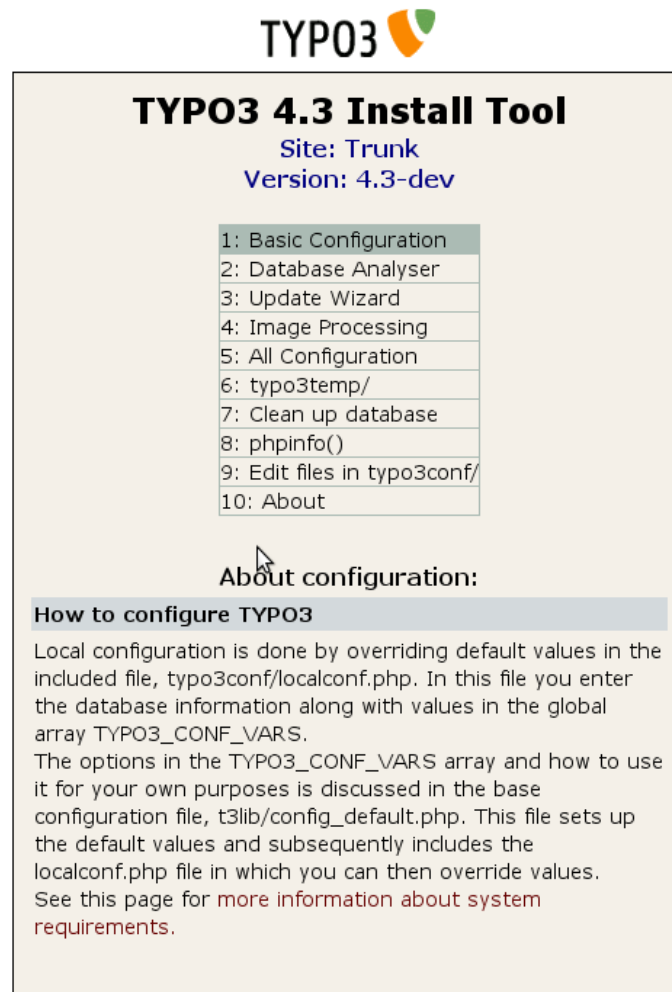 TYPO3
TYPO3 4.3 Install Tool
Site: Trunk
Version: 4.3-dev
1: Basic Configuration
2: Database Analyser
3: Update Wizard
4: Image Processing
5: All Configuration
6: typo3temp/
7: Clean up database
8: phpinfo()
9: Edit files in typo3conf/
10: About
About configuration:
How to configure TYPO3
Local configuration is done by overriding default values in the
included file, typo3conf/localconf.php. In this file you enter
the database information along with values in the global
array TYPO3_CONF_VARS.
The options in the TYPO3_CONF_VARS array and how to use
it for your own purposes is discussed in the base
configuration file, t3lib/config_default.php. This file sets up
the default values and subsequently includes the
localconf.php file in which you can then override values.
See this page for more information about system
requirements.